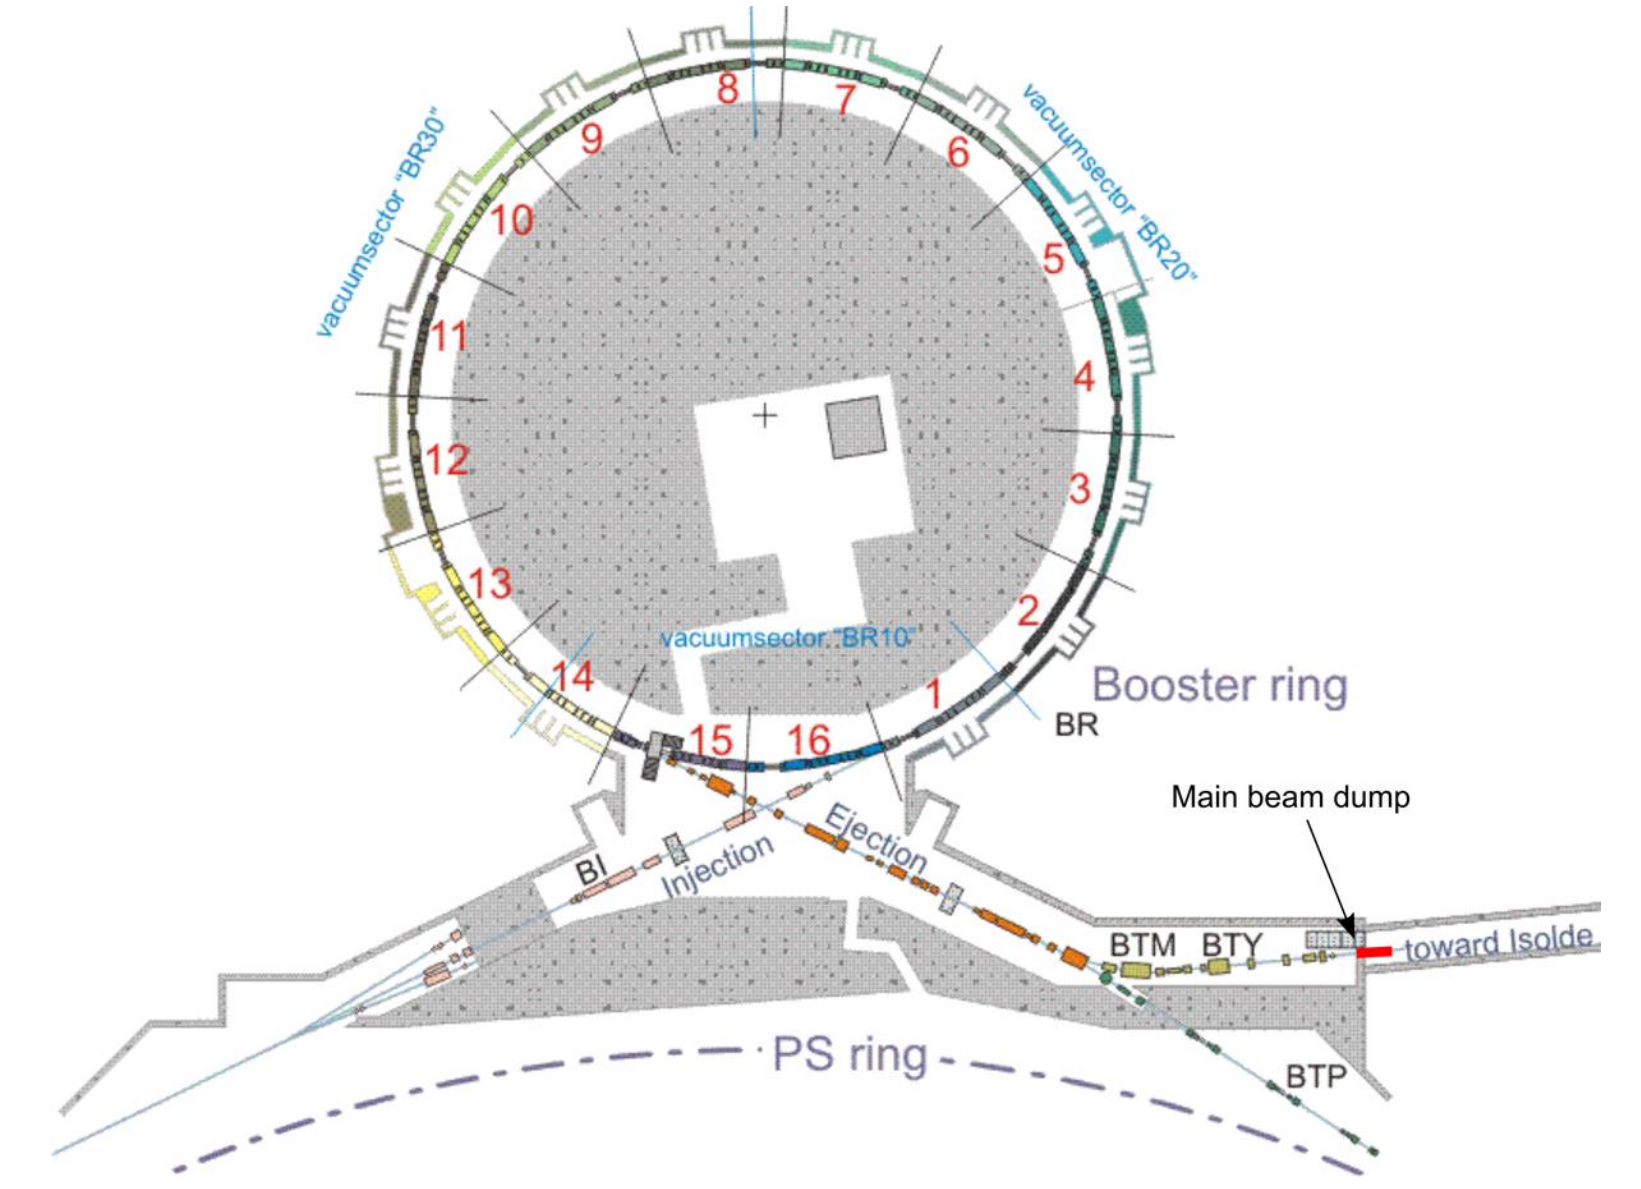 8
7
9
6
vacuumsector "BR30"
vacuumsector "BR20"
10
5
11
4
12
3
13
2
vacuumsector "BR10"
14
1
Booster ring
BR
15
16
Main beam dump
Ejection
BI
Injection
BTM
BTY
toward Isolde
PS ring
BTP